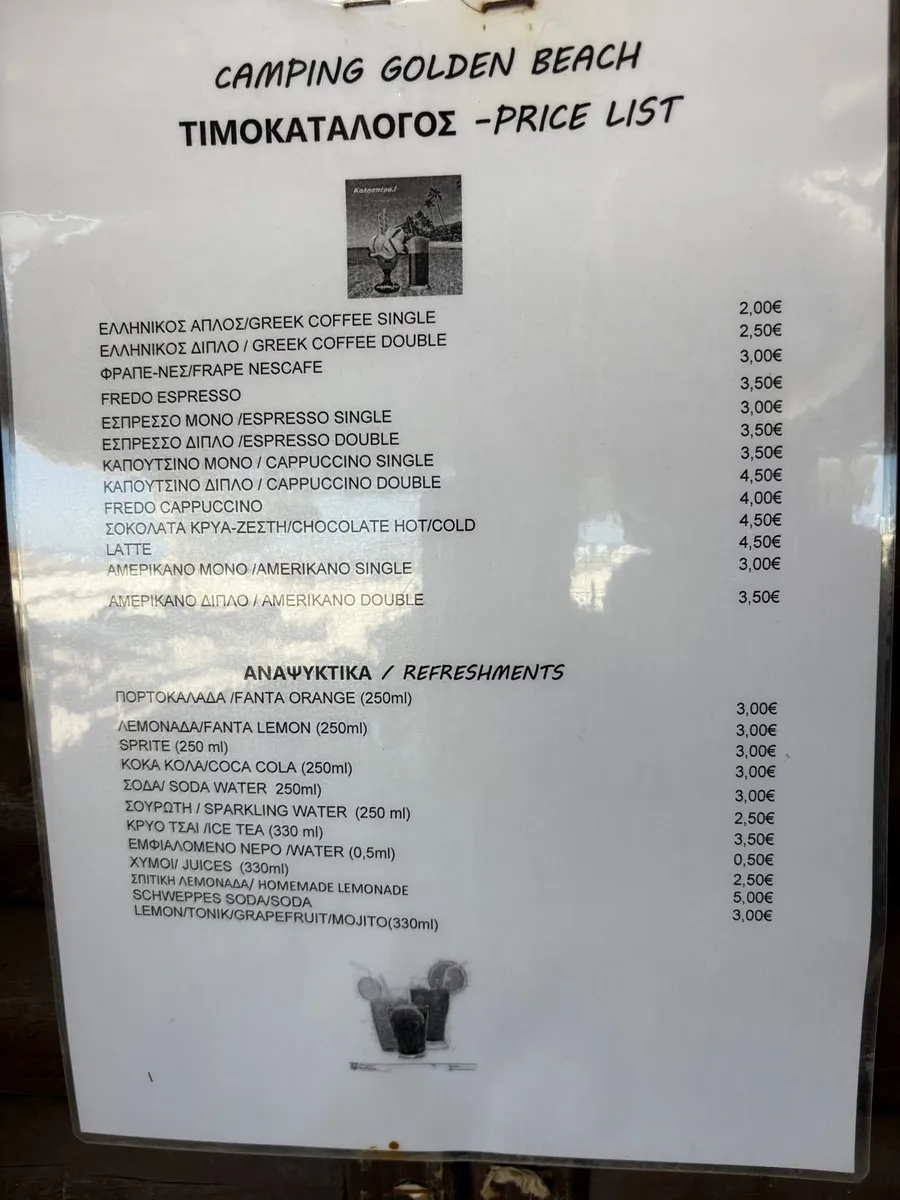 CAMPING GOLDEN BEACH
ΤΙΜΟΚΑΤΑΛΟΓΟΣ -PRICE LIST
Καλησπέρα!
ΕΛΛΗΝΙΚΟΣ ΑΠΛΟΣ/GREEK COFFEE SINGLE 2,00€
ΕΛΛΗΝΙΚΟΣ ΔΙΠΛΟ / GREEK COFFEE DOUBLE 2,50€
ΦΡΑΠΕ-ΝΕΣ/FRAPE NESCAFE 3,00€
FREDO ESPRESSO 3,50€
ΕΣΠΡΕΣΣΟ ΜΟΝΟ /ESPRESSO SINGLE 3,00€
ΕΣΠΡΕΣΣΟ ΔΙΠΛΟ /ESPRESSO DOUBLE 3,50€
ΚΑΠΟΥΤΣΙΝΟ ΜΟΝΟ / CAPPUCCINO SINGLE 3,50€
ΚΑΠΟΥΤΣΙΝΟ ΔΙΠΛΟ / CAPPUCCINO DOUBLE 4,50€
FREDO CAPPUCCINO 4,00€
ΣΟΚΟΛΑΤΑ ΚΡΥΑ-ΖΕΣΤΗ/CHOCOLATE HOT/COLD 4,50€
LATTE 4,50€
ΑΜΕΡΙΚΑΝΟ ΜΟΝΟ /AMERIKANO SINGLE 3,00€
ΑΜΕΡΙΚΑΝΟ ΔΙΠΛΟ / AMERIKANO DOUBLE 3,50€
ΑΝΑΨΥΚΤΙΚΑ / REFRESHMENTS
ΠΟΡΤΟΚΑΛΑΔΑ /FANTA ORANGE (250ml) 3,00€
ΛΕΜΟΝΑΔΑ/FANTA LEMON (250ml) 3,00€
SPRITE (250 ml) 3,00€
ΚΟΚΑ ΚΟΛΑ/COCA COLA (250ml) 3,00€
ΣΟΔΑ/ SODA WATER 250ml) 3,00€
ΣΟΥΡΩΤΗ / SPARKLING WATER (250 ml) 2,50€
ΚΡΥΟ ΤΣΑΙ /ICE TEA (330 ml) 3,50€
ΕΜΦΙΑΛΟΜΕΝΟ ΝΕΡΟ /WATER (0,5ml) 0,50€
ΧΥΜΟΙ/ JUICES (330ml) 2,50€
ΣΠΙΤΙΚΗ ΛΕΜΟΝΑΔΑ/ HOMEMADE LEMONADE 5,00€
SCHWEPPES SODA/SODA 3,00€
LEMON/TONIK/GRAPEFRUIT/MOJITO(330ml)